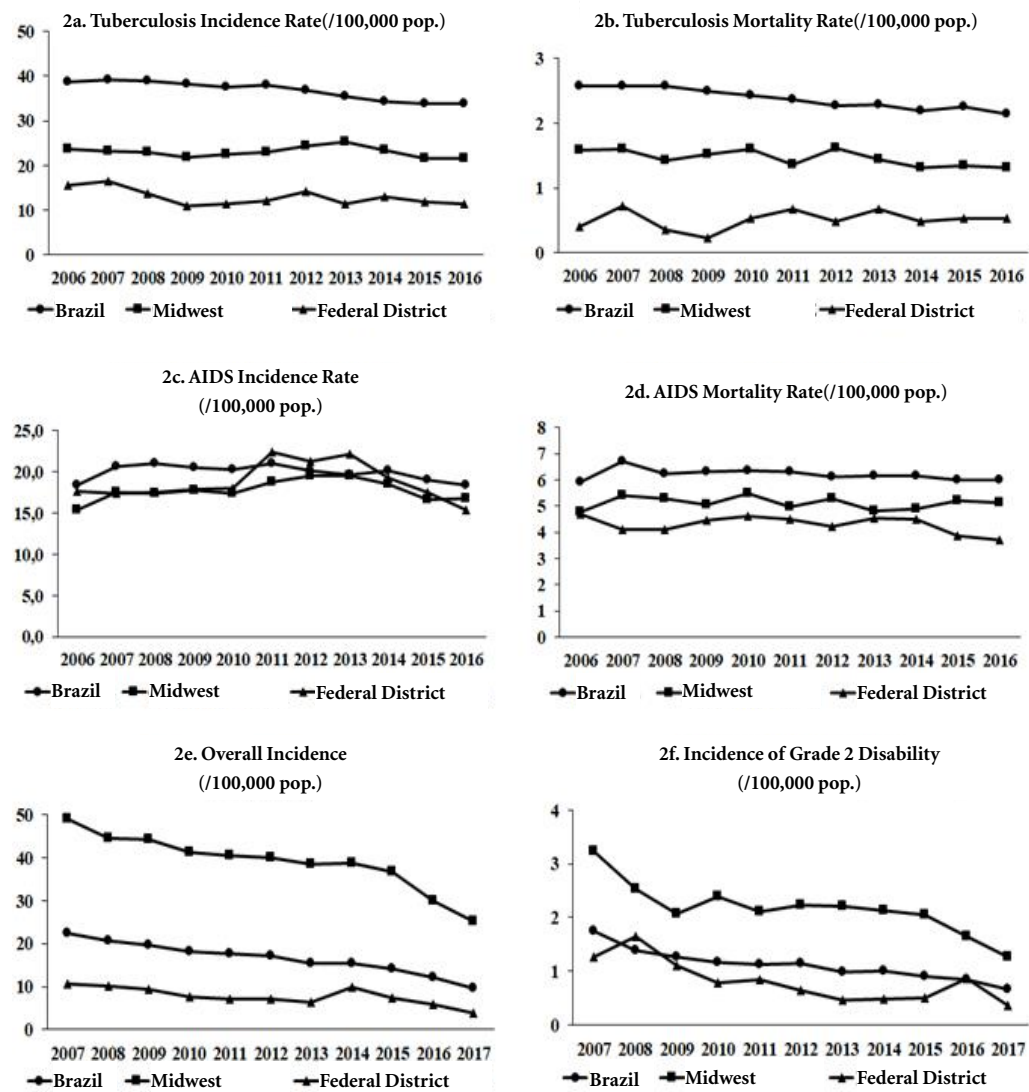 2a. Tuberculosis Incidence Rate(/100,000 pop.)
50
40
30
20
10
0
2006 2007 2008 2009 2010 2011 2012 2013 2014 2015 2016
Brazil Midwest Federal District
2b. Tuberculosis Mortality Rate(/100,000 pop.)
3
2
1
0
2006 2007 2008 2009 2010 2011 2012 2013 2014 2015 2016
Brazil Midwest Federal District
2c. AIDS Incidence Rate
(/100,000 pop.)
25,0
20,0
15,0
10,0
5,0
0,0
2006 2007 2008 2009 2010 2011 2012 2013 2014 2015 2016
Brazil Midwest Federal District
2d. AIDS Mortality Rate(/100,000 pop.)
8
7
6
5
4
3
2
1
0
2006 2007 2008 2009 2010 2011 2012 2013 2014 2015 2016
Brazil Midwest Federal District
2e. Overall Incidence
(/100,000 pop.)
50
40
30
20
10
0
2007 2008 2009 2010 2011 2012 2013 2014 2015 2016 2017
Brazil Midwest Federal District
2f. Incidence of Grade 2 Disability
(/100,000 pop.)
4
3
2
1
0
2007 2008 2009 2010 2011 2012 2013 2014 2015 2016 2017
Brazil Midwest Federal District